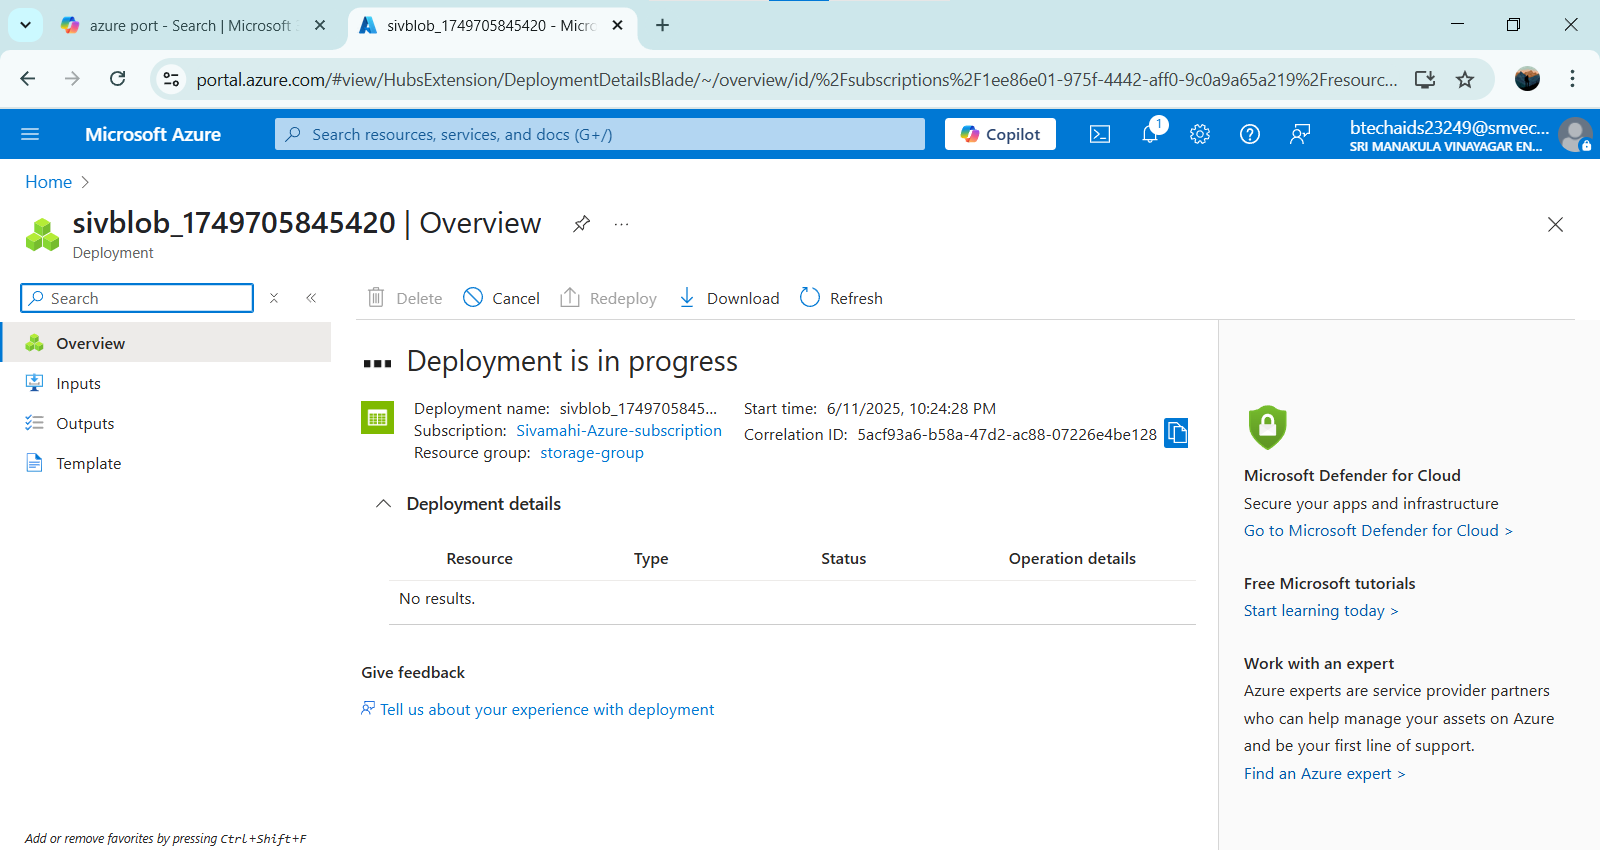 azure port - Search | Microsoft
sivblob_1749705845420 - Micro
portal.azure.com/#view/HubsExtension/DeploymentDetailsBlade/~/overview/id/%2Fsubscriptions%2F1ee86e01-975f-4442-aff0-9c0a9a65a219%2Fresourc...
Microsoft Azure
Search resources, services, and docs (G+/)
Copilot
1
btechaids23249@smvec...
SRI MANAKULA VINAYAGAR EN...
Home
sivblob_1749705845420 | Overview
...
Deployment
Search
Delete
Cancel
Redeploy
Download
Refresh
Overview
Inputs
Outputs
Template
Deployment is in progress
Deployment name: sivblob_1749705845...
Subscription: Sivamahi-Azure-subscription
Resource group: storage-group
Start time: 6/11/2025, 10:24:28 PM
Correlation ID: 5acf93a6-b58a-47d2-ac88-07226e4be128
Deployment details
Resource Type Status Operation details
No results.
Give feedback
Tell us about your experience with deployment
Microsoft Defender for Cloud
Secure your apps and infrastructure
Go to Microsoft Defender for Cloud >
Free Microsoft tutorials
Start learning today >
Work with an expert
Azure experts are service provider partners
who can help manage your assets on Azure
and be your first line of support.
Find an Azure expert >
Add or remove favorites by pressing Ctrl+Shift+F